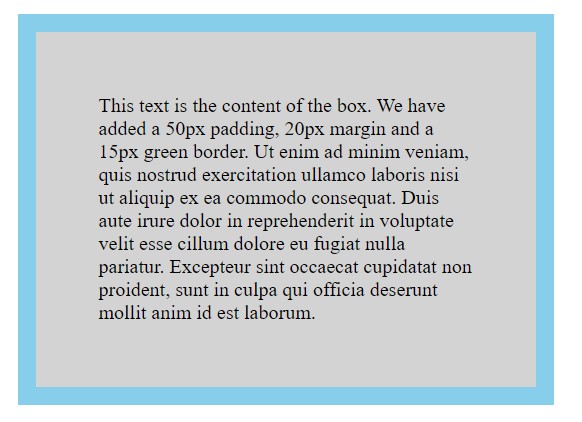 This text is the content of the box. We have
added a 50px padding, 20px margin and a
15px green border. Ut enim ad minim veniam,
quis nostrud exercitation ullamco laboris nisi
ut aliquip ex ea commodo consequat. Duis
aute irure dolor in reprehenderit in voluptate
velit esse cillum dolore eu fugiat nulla
pariatur. Excepteur sint occaecat cupidatat non
proident, sunt in culpa qui officia deserunt
mollit anim id est laborum.